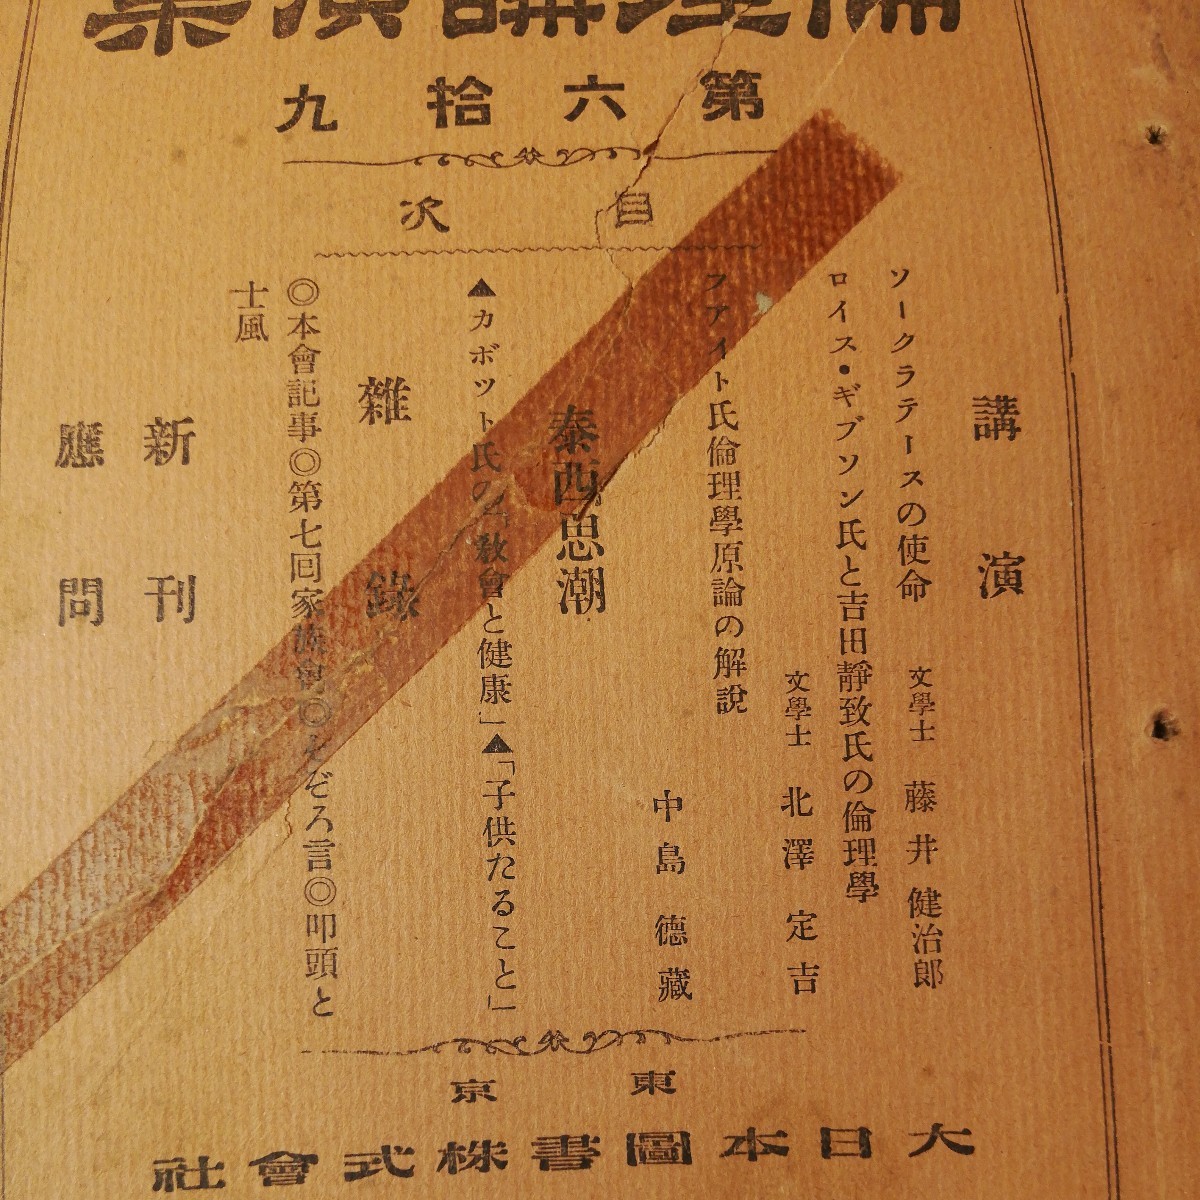 倫理講演集
第六拾九
目次
講演
ソークラテースの使命　文學士　藤井健治郎
ロイス・ギブソン氏と吉田靜致氏の倫理學
文學士　北澤定吉
フアイト氏倫理學原論の解說
中島德藏
泰西思潮
▲カボツト氏の「敎會と健康」▲「子供たること」
雜錄
◎本會記事◎第七回家族會◎そぞろ言◎叩頭と
士風
新刊
應問
東京
大日本圖書株式會社